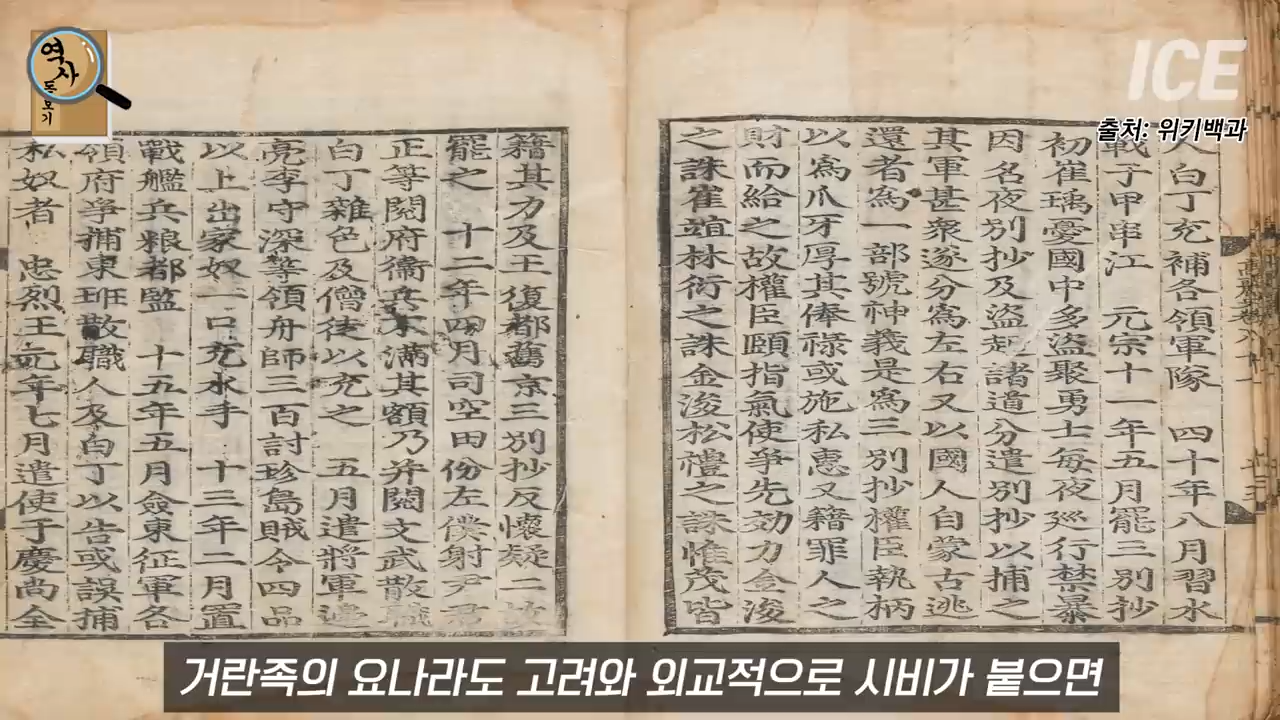 역사
돋보기
ICE
출처: 위키백과
人白丁充補各領軍隊 四十年八月習水
戰于甲串江 元宗十一年五月罷三別抄
初崔瑀憂國中多盜聚勇士每夜巡行禁暴
因名夜別抄及盜起諸道分遣別抄以捕之
其軍甚衆遂分爲左右又以國人自蒙古逃
還者爲一部號神義是爲三別抄權臣執柄
以爲爪牙厚其俸祿或施私惠又籍罪人之
財而給之故權臣頤指氣使爭先効力金浚
之誅崔竩林衍之誅金浚松禮之誅惟茂皆
籍其力及王復都舊京三別抄反懷疑二故
罷之 十二年四月司空田份左僕射尹君
正等閱府衛兵不滿其額乃幷閱文武散職
白丁雜色及僧徒以充之 五月遣將軍邊
亮李守深等領舟師三百討珍島賊令四品
以上出家奴一口充水手 十三年二月置
戰艦兵粮都監 十五年五月僉東征軍各
領府爭捕東班散職人及白丁以告或誤捕
私奴者 忠烈王元年七月遣使于慶尙全
거란족의 요나라도 고려와 외교적으로 시비가 붙으면